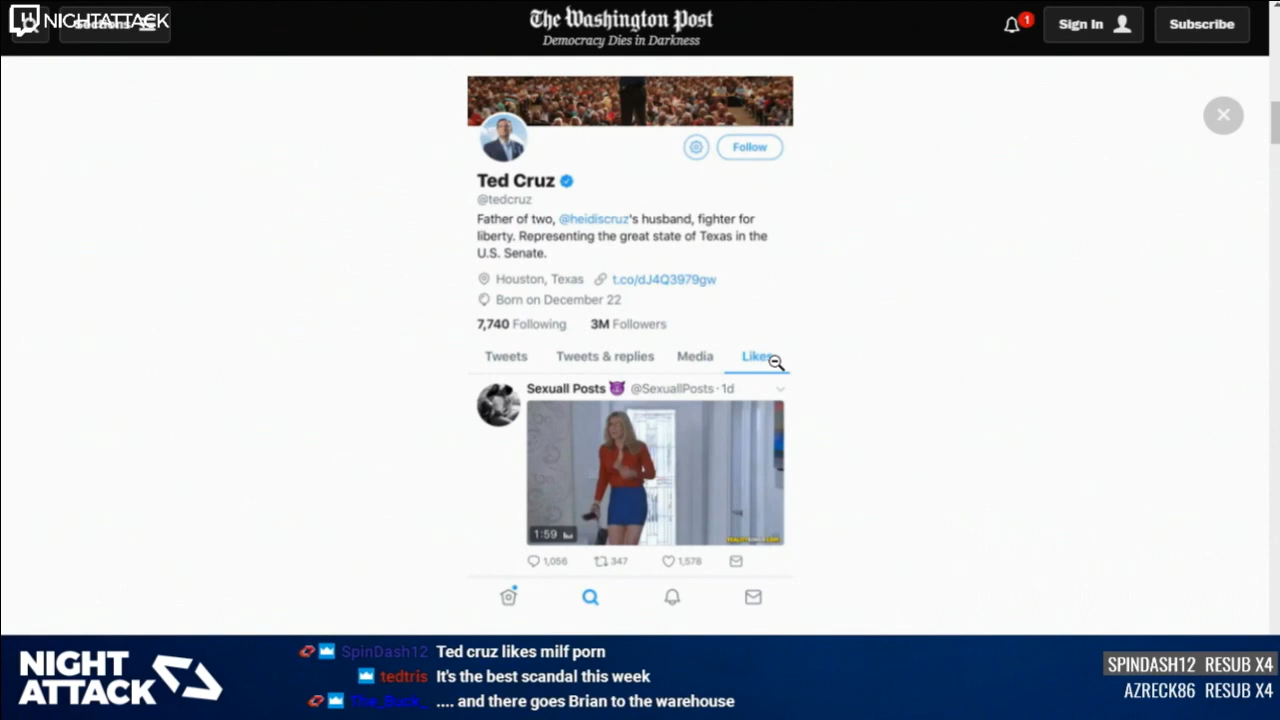 NIGHTATTACK
Sections
The Washington Post
Democracy Dies in Darkness
1
Sign In
Subscribe
Follow
Ted Cruz
@tedcruz
Father of two, @heidiscruz's husband, fighter for
liberty. Representing the great state of Texas in the
U.S. Senate.
Houston, Texas t.co/dJ4Q3979gw
Born on December 22
7,740 Following 3M Followers
Tweets Tweets & replies Media Likes
Sexuall Posts 😈 @SexuallPosts · 1d
1:59
1,056 347 1,578
NIGHT
ATTACK
SpinDash12 Ted cruz likes milf porn
tedtris It's the best scandal this week
The_Buck_ .... and there goes Brian to the warehouse
SPINDASH12 RESUB X4
AZRECK86 RESUB X4